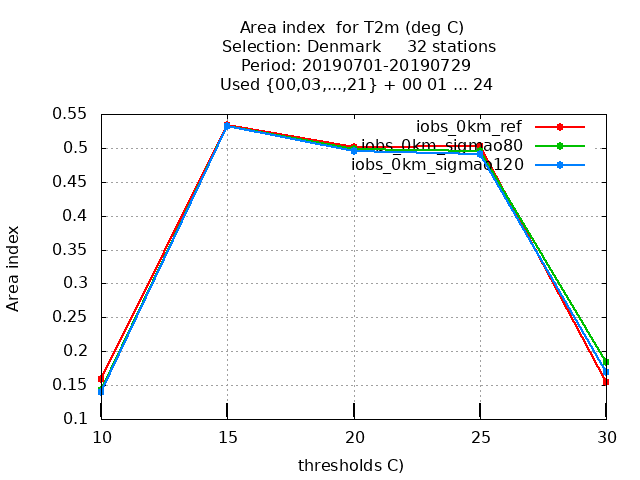 Area index  for T2m (deg C)
Selection: Denmark     32 stations
Period: 20190701-20190729
Used {00,03,...,21} + 00 01 ... 24
0.55
0.5
0.45
0.4
0.35
0.3
0.25
0.2
0.15
0.1
Area index
iobs_0km_ref
iobs_0km_sigmao80
iobs_0km_sigmao120
10 15 20 25 30
thresholds C)